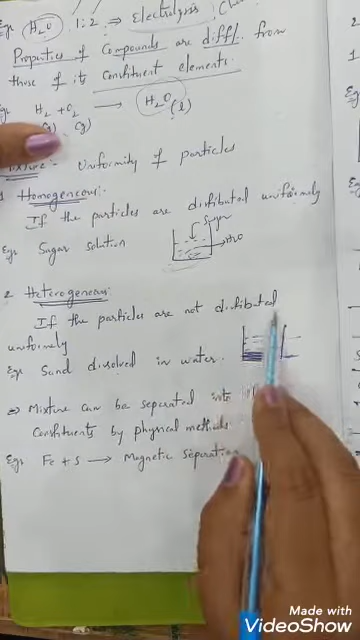 Eg: H2O 1:2 ⇒ Electrolysis
Properties of Compounds are diff/. from
those of its Constituent elements.
H2 + O2 → H2O(l)
(g) (g)
Uniformity of particles
1 Homogeneous:
If the particles are distributed uniformly
Eg: Sugar solution
Sugar
H2O
2 Heterogeneous:
If the particles are not distributed
uniformly
Eg: Sand dissolved in water.
⇒ Mixture can be separated into
Constituents by physical methods
Eg: Fe + S → Magnetic separation
Made with
VideoShow